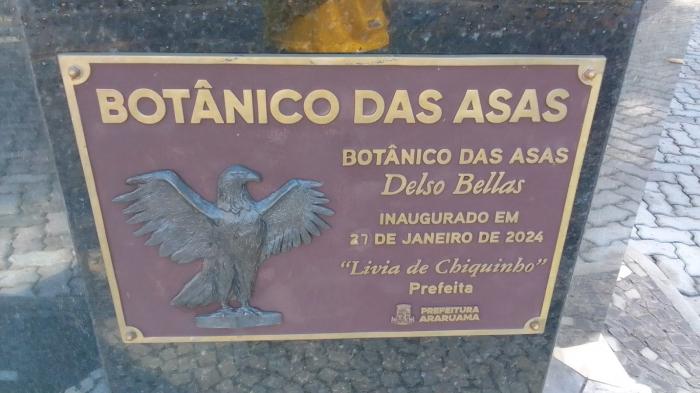 BOTÂNICO DAS ASAS
BOTÂNICO DAS ASAS
Delso Bellas
INAUGURADO EM
27 DE JANEIRO DE 2024
"Livia de Chiquinho"
Prefeita
PREFEITURA
ARARUAMA